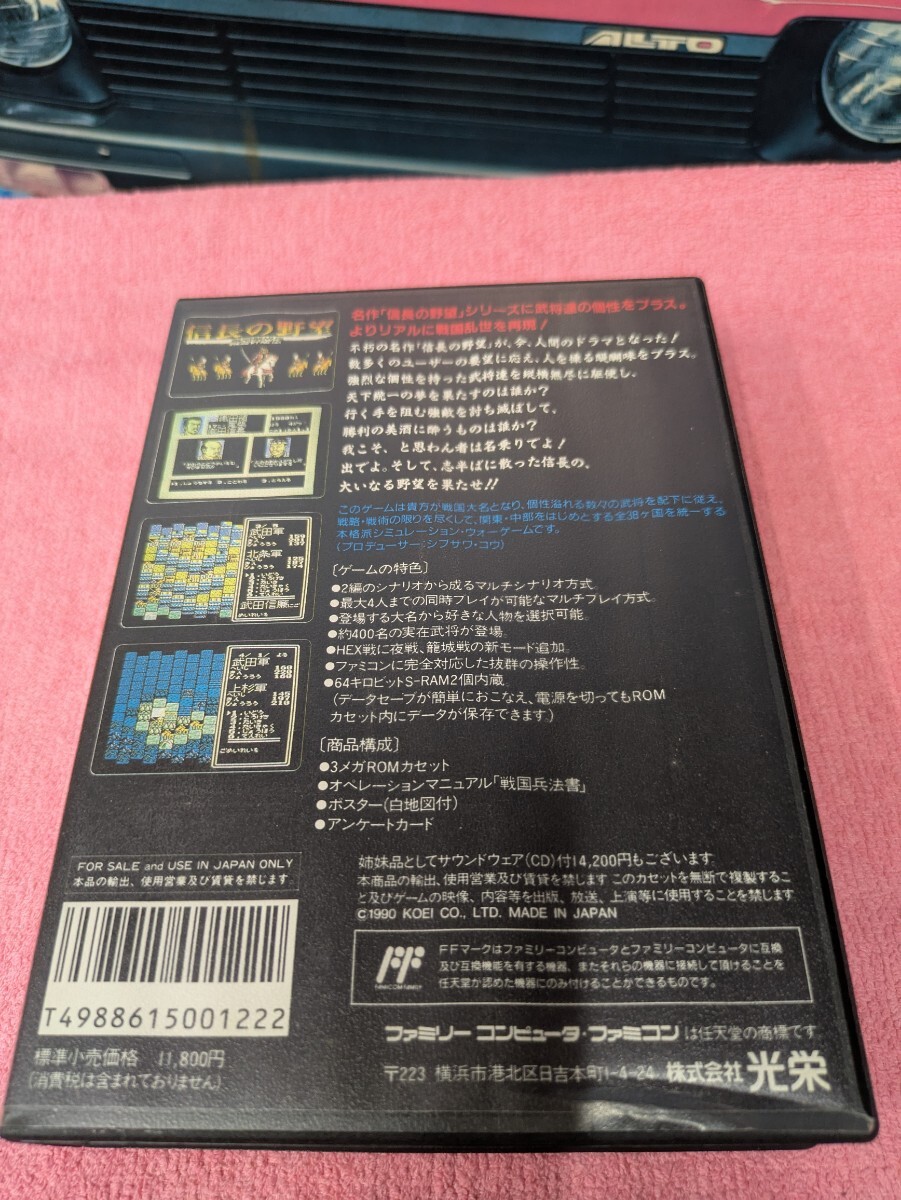 ALTO
信長の野望
名作「信長の野望」シリーズに武将達の個性をプラス。
よりリアルに戦国乱世を再現！
不朽の名作「信長の野望」が、今、人間のドラマとなった！
数多くのユーザーの要望に応え、人を操る醍醐味をプラス。
強烈な個性を持った武将達を縦横無尽に駆使し、
天下統一の夢を果たすのは誰か？
行く手を阻む強敵を討ち滅ぼして、
勝利の美酒に酔うものは誰か？
我こそ、と思わん者は名乗りでよ！
出でよ。そして、志半ばに散った信長の、
大いなる野望を果たせ!!
このゲームは貴方が戦国大名となり、個性溢れる数々の武将を配下に従え、
戦略・戦術の限りを尽くして、関東・中部をはじめとする全38ヶ国を統一する
本格派シミュレーション・ウォーゲームです。
(プロデューサー:シブサワ・コウ)
[ゲームの特色]
●2編のシナリオから成るマルチシナリオ方式。
●最大4人までの同時プレイが可能なマルチプレイ方式。
●登場する大名から好きな人物を選択可能。
●約400名の実在武将が登場。
●HEX戦に夜戦、籠城戦の新モード追加。
●ファミコンに完全対応した抜群の操作性。
●64キロビットS-RAM2個内蔵。
(データセーブが簡単におこなえ、電源を切ってもROM
カセット内にデータが保存できます。)
武田軍
北条軍
武田信廉
武田軍
上杉軍
[商品構成]
●3メガROMカセット
●オペレーションマニュアル「戦国兵法書」
●ポスター(白地図付)
●アンケートカード
FOR SALE and USE IN JAPAN ONLY
本品の輸出、使用営業及び賃貸を禁じます。
姉妹品としてサウンドウェア(CD)付14,200円もございます。
本商品の輸出、使用営業及び賃貸を禁じます。このカセットを無断で複製するこ
と及びゲームの映像、内容等を出版、放送、上演等に使用することを禁じます。
©1990 KOEI CO., LTD. MADE IN JAPAN
T4988615001222
FF
FAMICOM FAMILY
FFマークはファミリーコンピュータとファミリーコンピュータに互換
及び互換機能を有する機器、またそれらの機器に接続して頂けることを
任天堂が認めた機器にのみ付けることができるものです。
標準小売価格 11,800円
(消費税は含まれておりません)
ファミリーコンピュータ・ファミコンは任天堂の商標です。
〒223 横浜市港北区日吉本町1-4-24 株式会社光栄